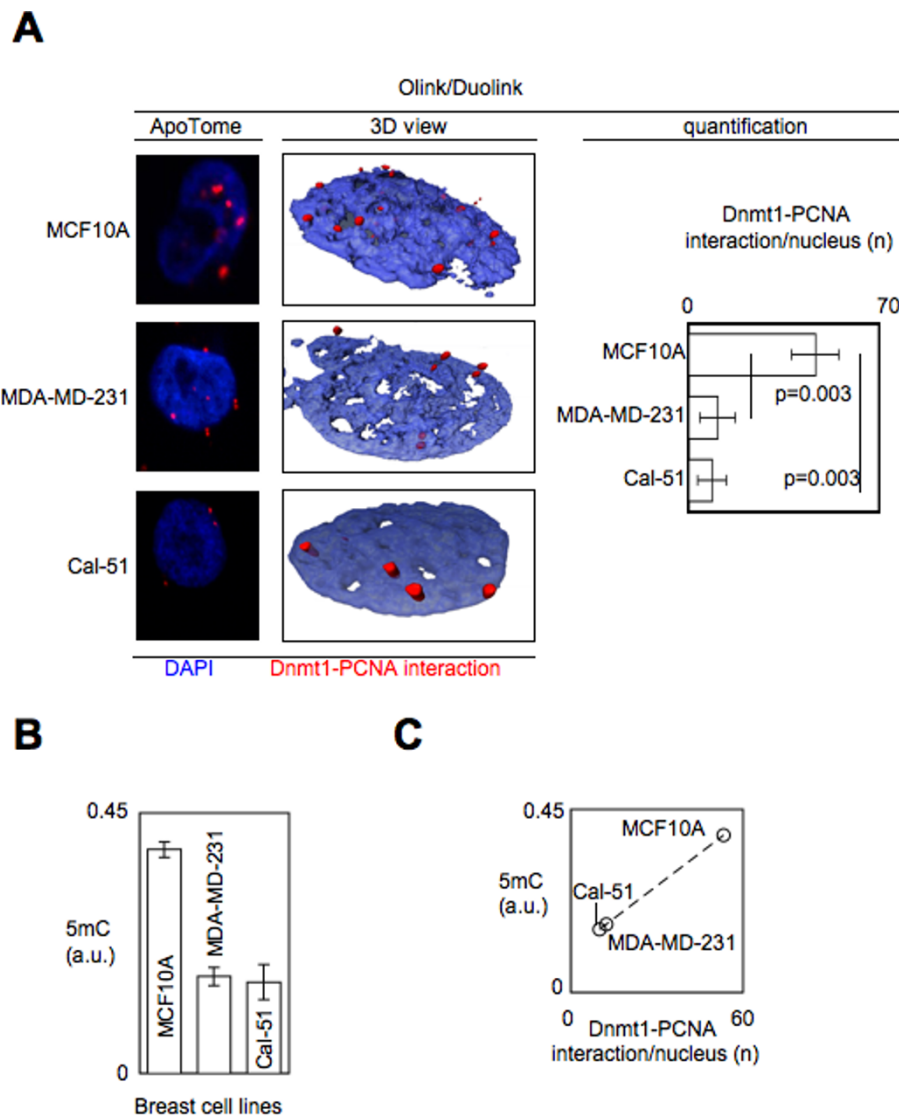 A
Olink/Duolink
ApoTome 3D view quantification
MCF10A
MDA-MD-231
Cal-51
DAPI Dnmt1-PCNA interaction
Dnmt1-PCNA
interaction/nucleus (n)
0 70
MCF10A
p=0.003
MDA-MD-231
Cal-51
p=0.003
B
0.45
5mC
(a.u.)
0
MCF10A
MDA-MD-231
Cal-51
Breast cell lines
C
0.45
MCF10A
5mC
(a.u.)
Cal-51
MDA-MD-231
0
0 60
Dnmt1-PCNA
interaction/nucleus (n)